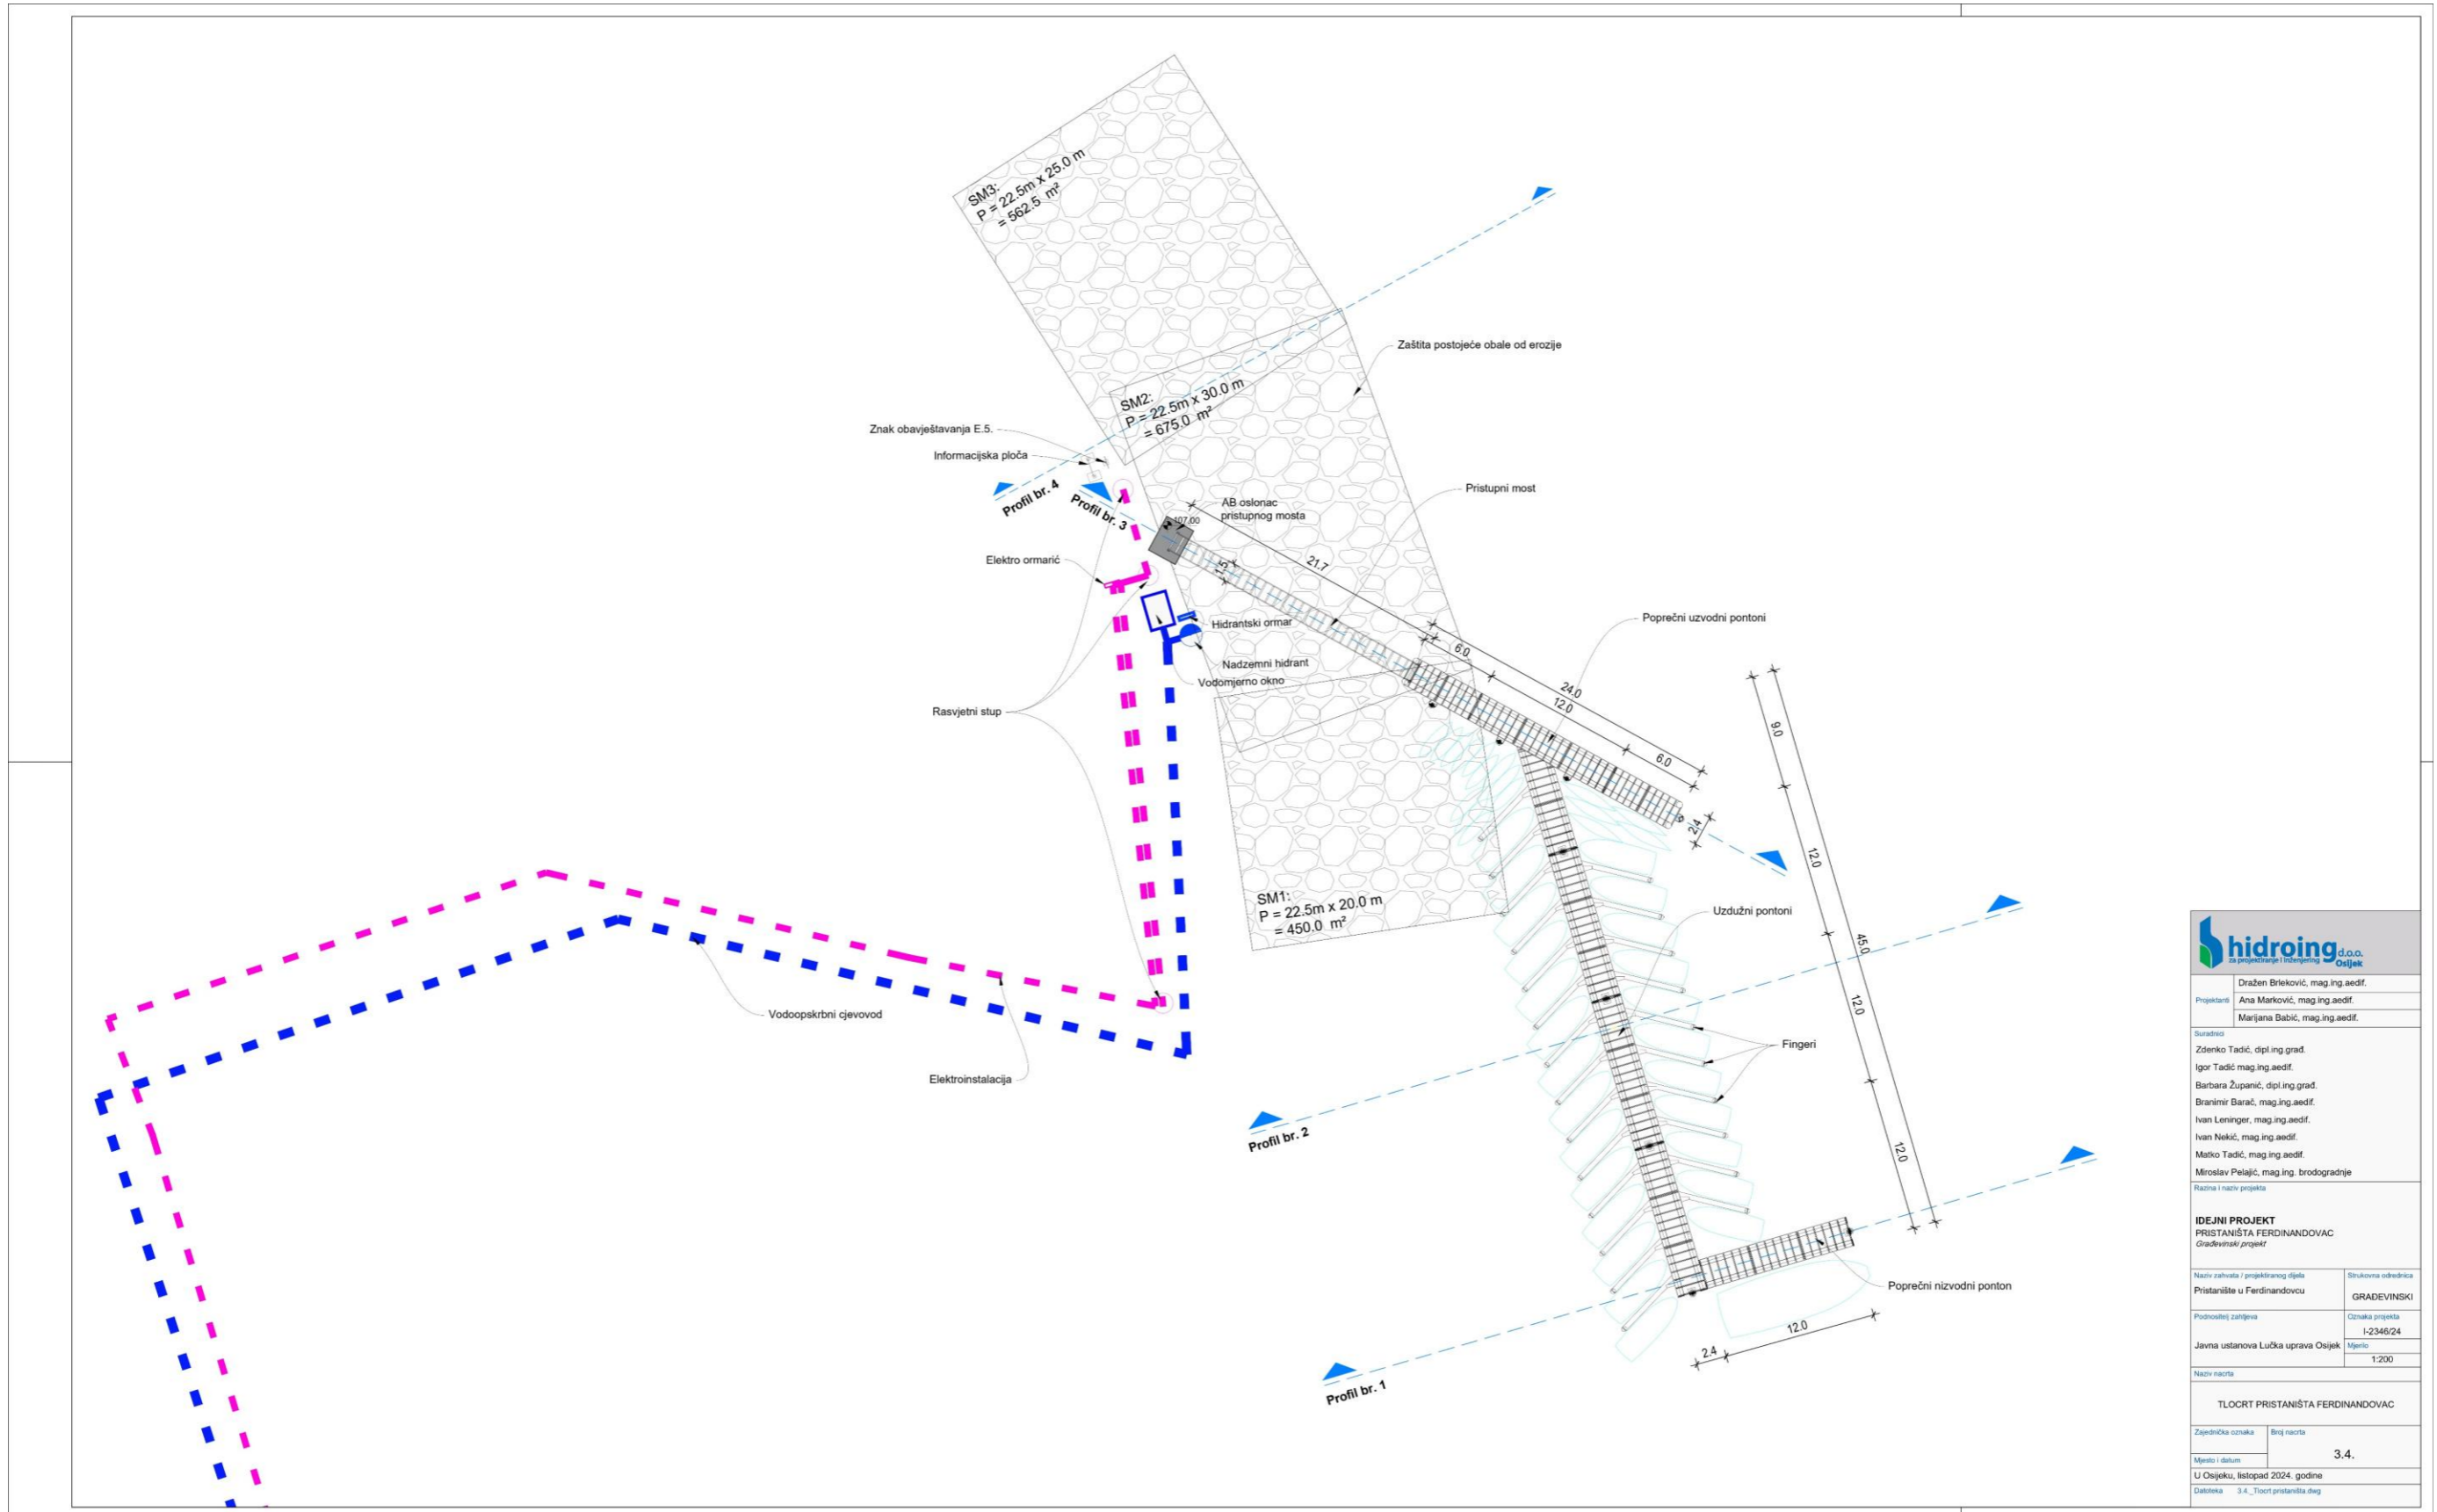 SM3:
P = 22.5m x 25.0 m
= 562.5 m²
SM2:
P = 22.5m x 30.0 m
= 675.0 m²
Zaštita postojeće obale od erozije
Znak obavještavanja E.5.
Informacijska ploča
Profil br. 4
Profil br. 3
Pristupni most
AB oslonac
pristupnog mosta
107.00
Elektro ormarić
1.5
21.7
Hidrantski ormar
Nadzemni hidrant
Vodomjerno okno
Poprečni uzvodni pontoni
6.0
24.0
12.0
6.0
2.4
Rasvjetni stup
9.0
12.0
45.0
12.0
12.0
SM1:
P = 22.5m x 20.0 m
= 450.0 m²
Uzdužni pontoni
Vodoopskrbni cjevovod
Elektroinstalacija
Fingeri
Profil br. 2
Poprečni nizvodni ponton
12.0
2.4
Profil br. 1
hidroing d.o.o.
za projektiranje i inženjering
Osijek
Projektanti
Dražen Brleković, mag.ing.aedif.
Ana Marković, mag.ing.aedif.
Marijana Babić, mag.ing.aedif.
Suradnici
Zdenko Tadić, dipl.ing.građ.
Igor Tadić mag.ing.aedif.
Barbara Županić, dipl.ing.građ.
Branimir Barač, mag.ing.aedif.
Ivan Leninger, mag.ing.aedif.
Ivan Nekić, mag.ing.aedif.
Matko Tadić, mag.ing.aedif.
Miroslav Pelajić, mag.ing. brodogradnje
Razina i naziv projekta
IDEJNI PROJEKT
PRISTANIŠTA FERDINANDOVAC
Građevinski projekt
Naziv zahvata / projektiranog dijela
Pristanište u Ferdinandovcu
Strukovna odrednica
GRAĐEVINSKI
Podnositelj zahtjeva
Javna ustanova Lučka uprava Osijek
Oznaka projekta
I-2346/24
Mjerilo
1:200
Naziv nacrta
TLOCRT PRISTANIŠTA FERDINANDOVAC
Zajednička oznaka
Broj nacrta
3.4.
Mjesto i datum
U Osijeku, listopad 2024. godine
Datoteka 3.4._Tlocrt pristaništa.dwg